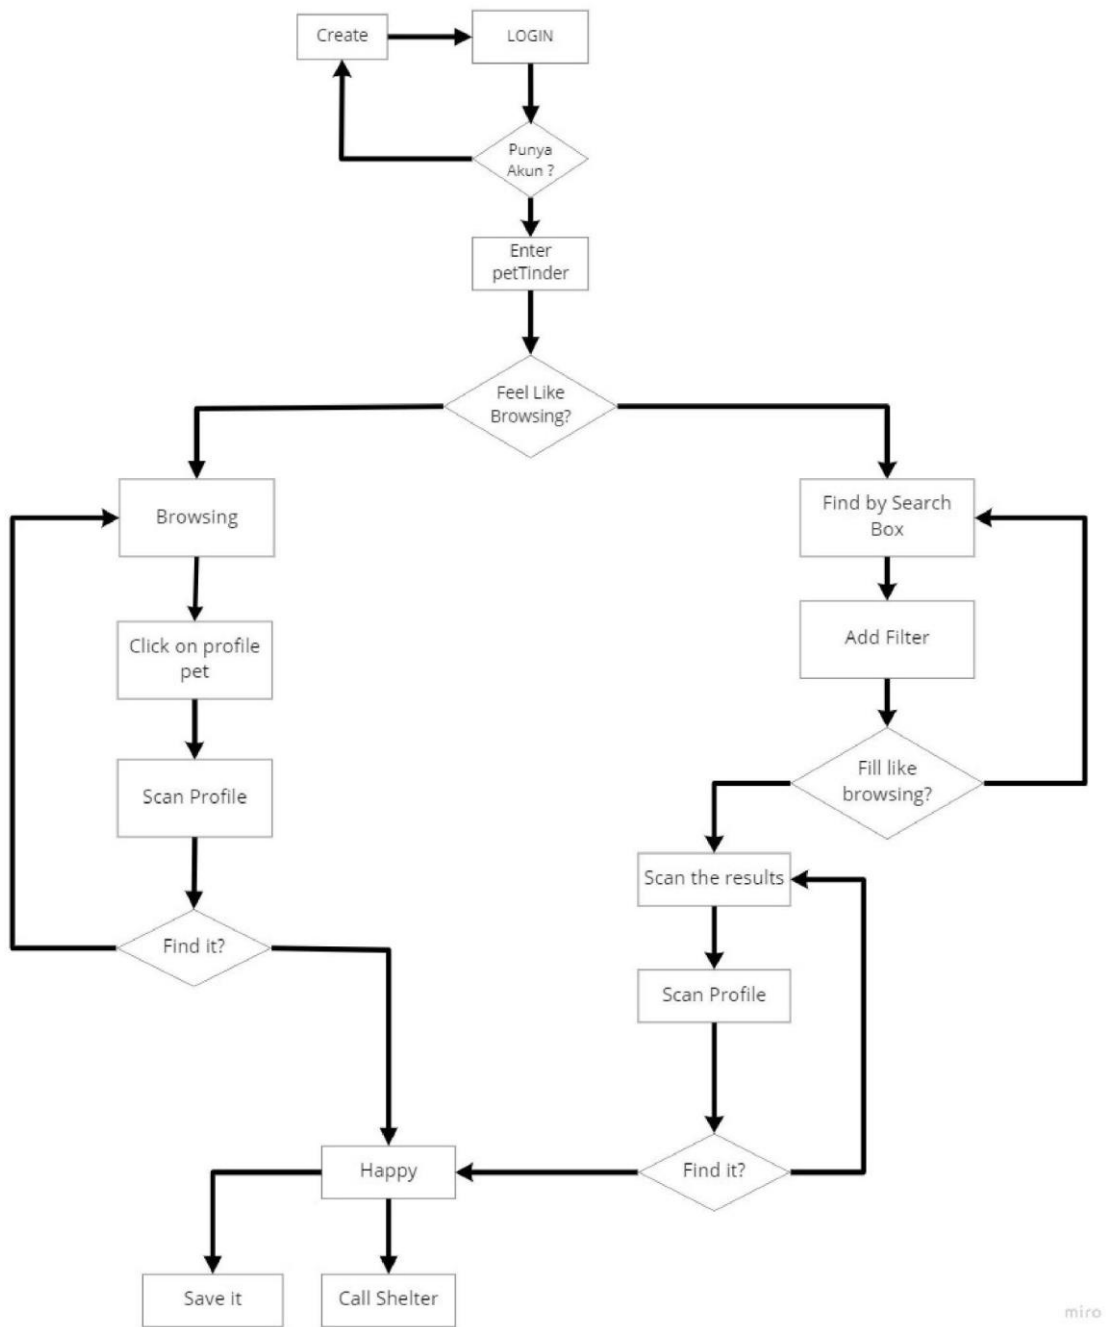 Create
LOGIN
Punya
Akun ?
Enter
petTinder
Feel Like
Browsing?
Browsing
Find by Search
Box
Click on profile
pet
Add Filter
Scan Profile
Fill like
browsing?
Scan the results
Find it?
Scan Profile
Happy
Find it?
Save it
Call Shelter
miro